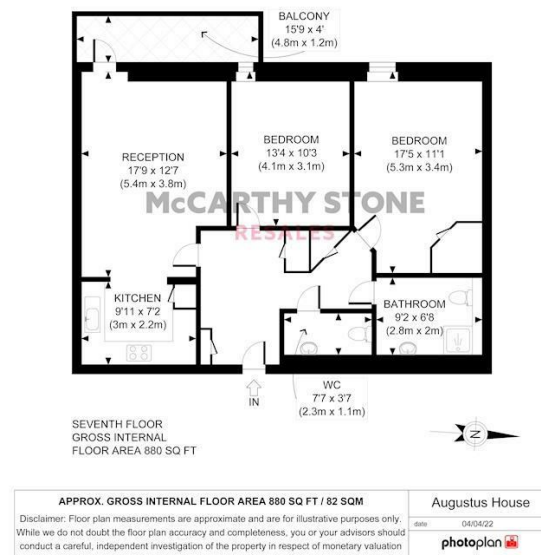 BALCONY
15'9 x 4'
(4.8m x 1.2m)
RECEPTION
17'9 x 12'7
(5.4m x 3.8m)
BEDROOM
13'4 x 10'3
(4.1m x 3.1m)
BEDROOM
17'5 x 11'1
(5.3m x 3.4m)
McCARTHY STONE
RESALES
KITCHEN
9'11 x 7'2
(3m x 2.2m)
BATHROOM
9'2 x 6'8
(2.8m x 2m)
WC
7'7 x 3'7
(2.3m x 1.1m)
IN
SEVENTH FLOOR
GROSS INTERNAL
FLOOR AREA 880 SQ FT
N
APPROX. GROSS INTERNAL FLOOR AREA 880 SQ FT / 82 SQM
Disclaimer: Floor plan measurements are approximate and are for illustrative purposes only.
While we do not doubt the floor plan accuracy and completeness, you or your advisors should
conduct a careful, independent investigation of the property in respect of monetary valuation
Augustus House
date 04/04/22
photoplan